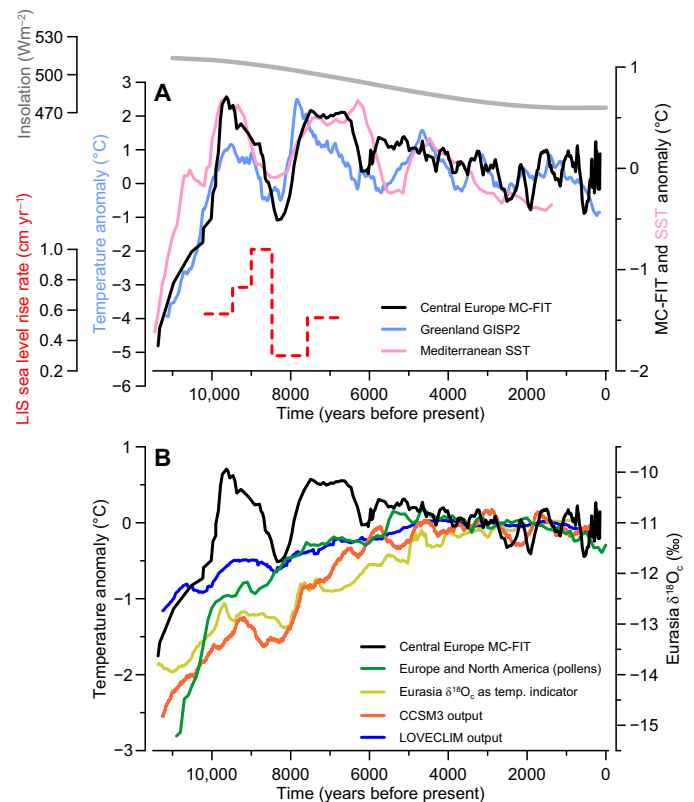 A
Insolation (Wm−2)
530
500
470
Temperature anomaly (°C)
3
2
1
0
−1
−2
−3
−4
−5
−6
LIS sea level rise rate (cm yr−1)
1.0
0.8
0.6
0.4
0.2
MC-FIT and SST anomaly (°C)
1
0
−1
−2
Central Europe MC-FIT
Greenland GISP2
Mediterranean SST
10,000
8000
6000
4000
2000
0
Time (years before present)
B
Temperature anomaly (°C)
1
0
−1
−2
−3
Eurasia δ18Oc (‰)
−10
−11
−12
−13
−14
−15
Central Europe MC-FIT
Europe and North America (pollens)
Eurasia δ18Oc as temp. indicator
CCSM3 output
LOVECLIM output
10,000
8000
6000
4000
2000
0
Time (years before present)